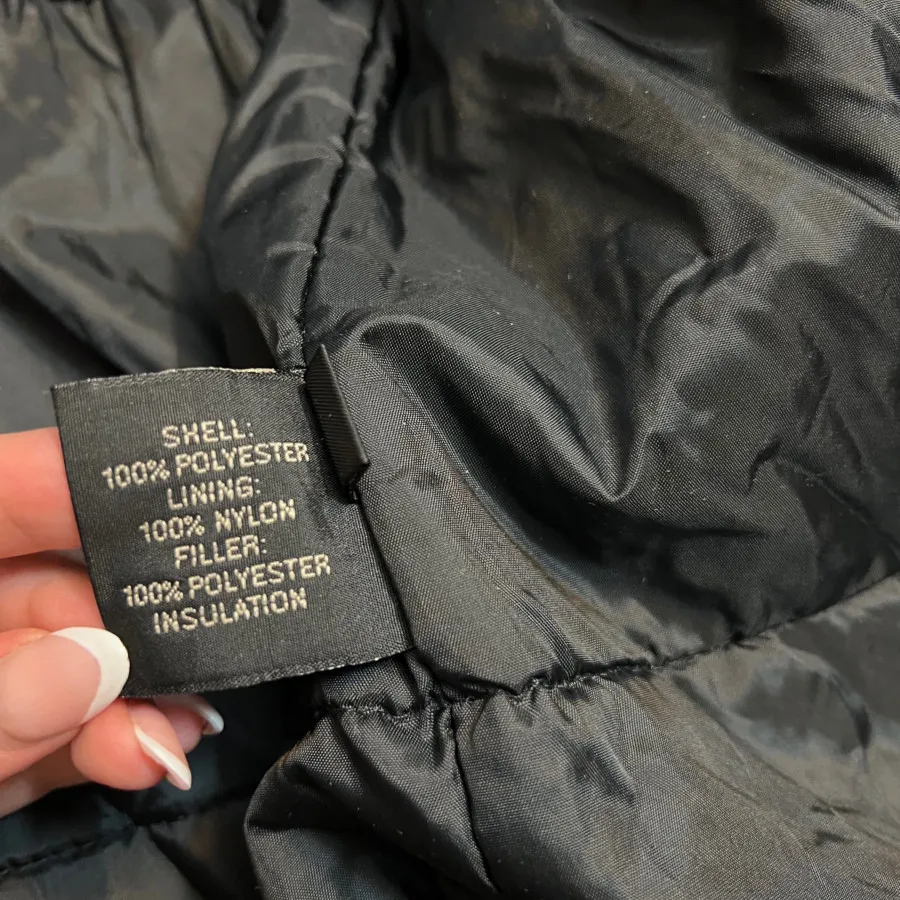 SHELL:
100% POLYESTER
LINING:
100% NYLON
FILLER:
100% POLYESTER
INSULATION